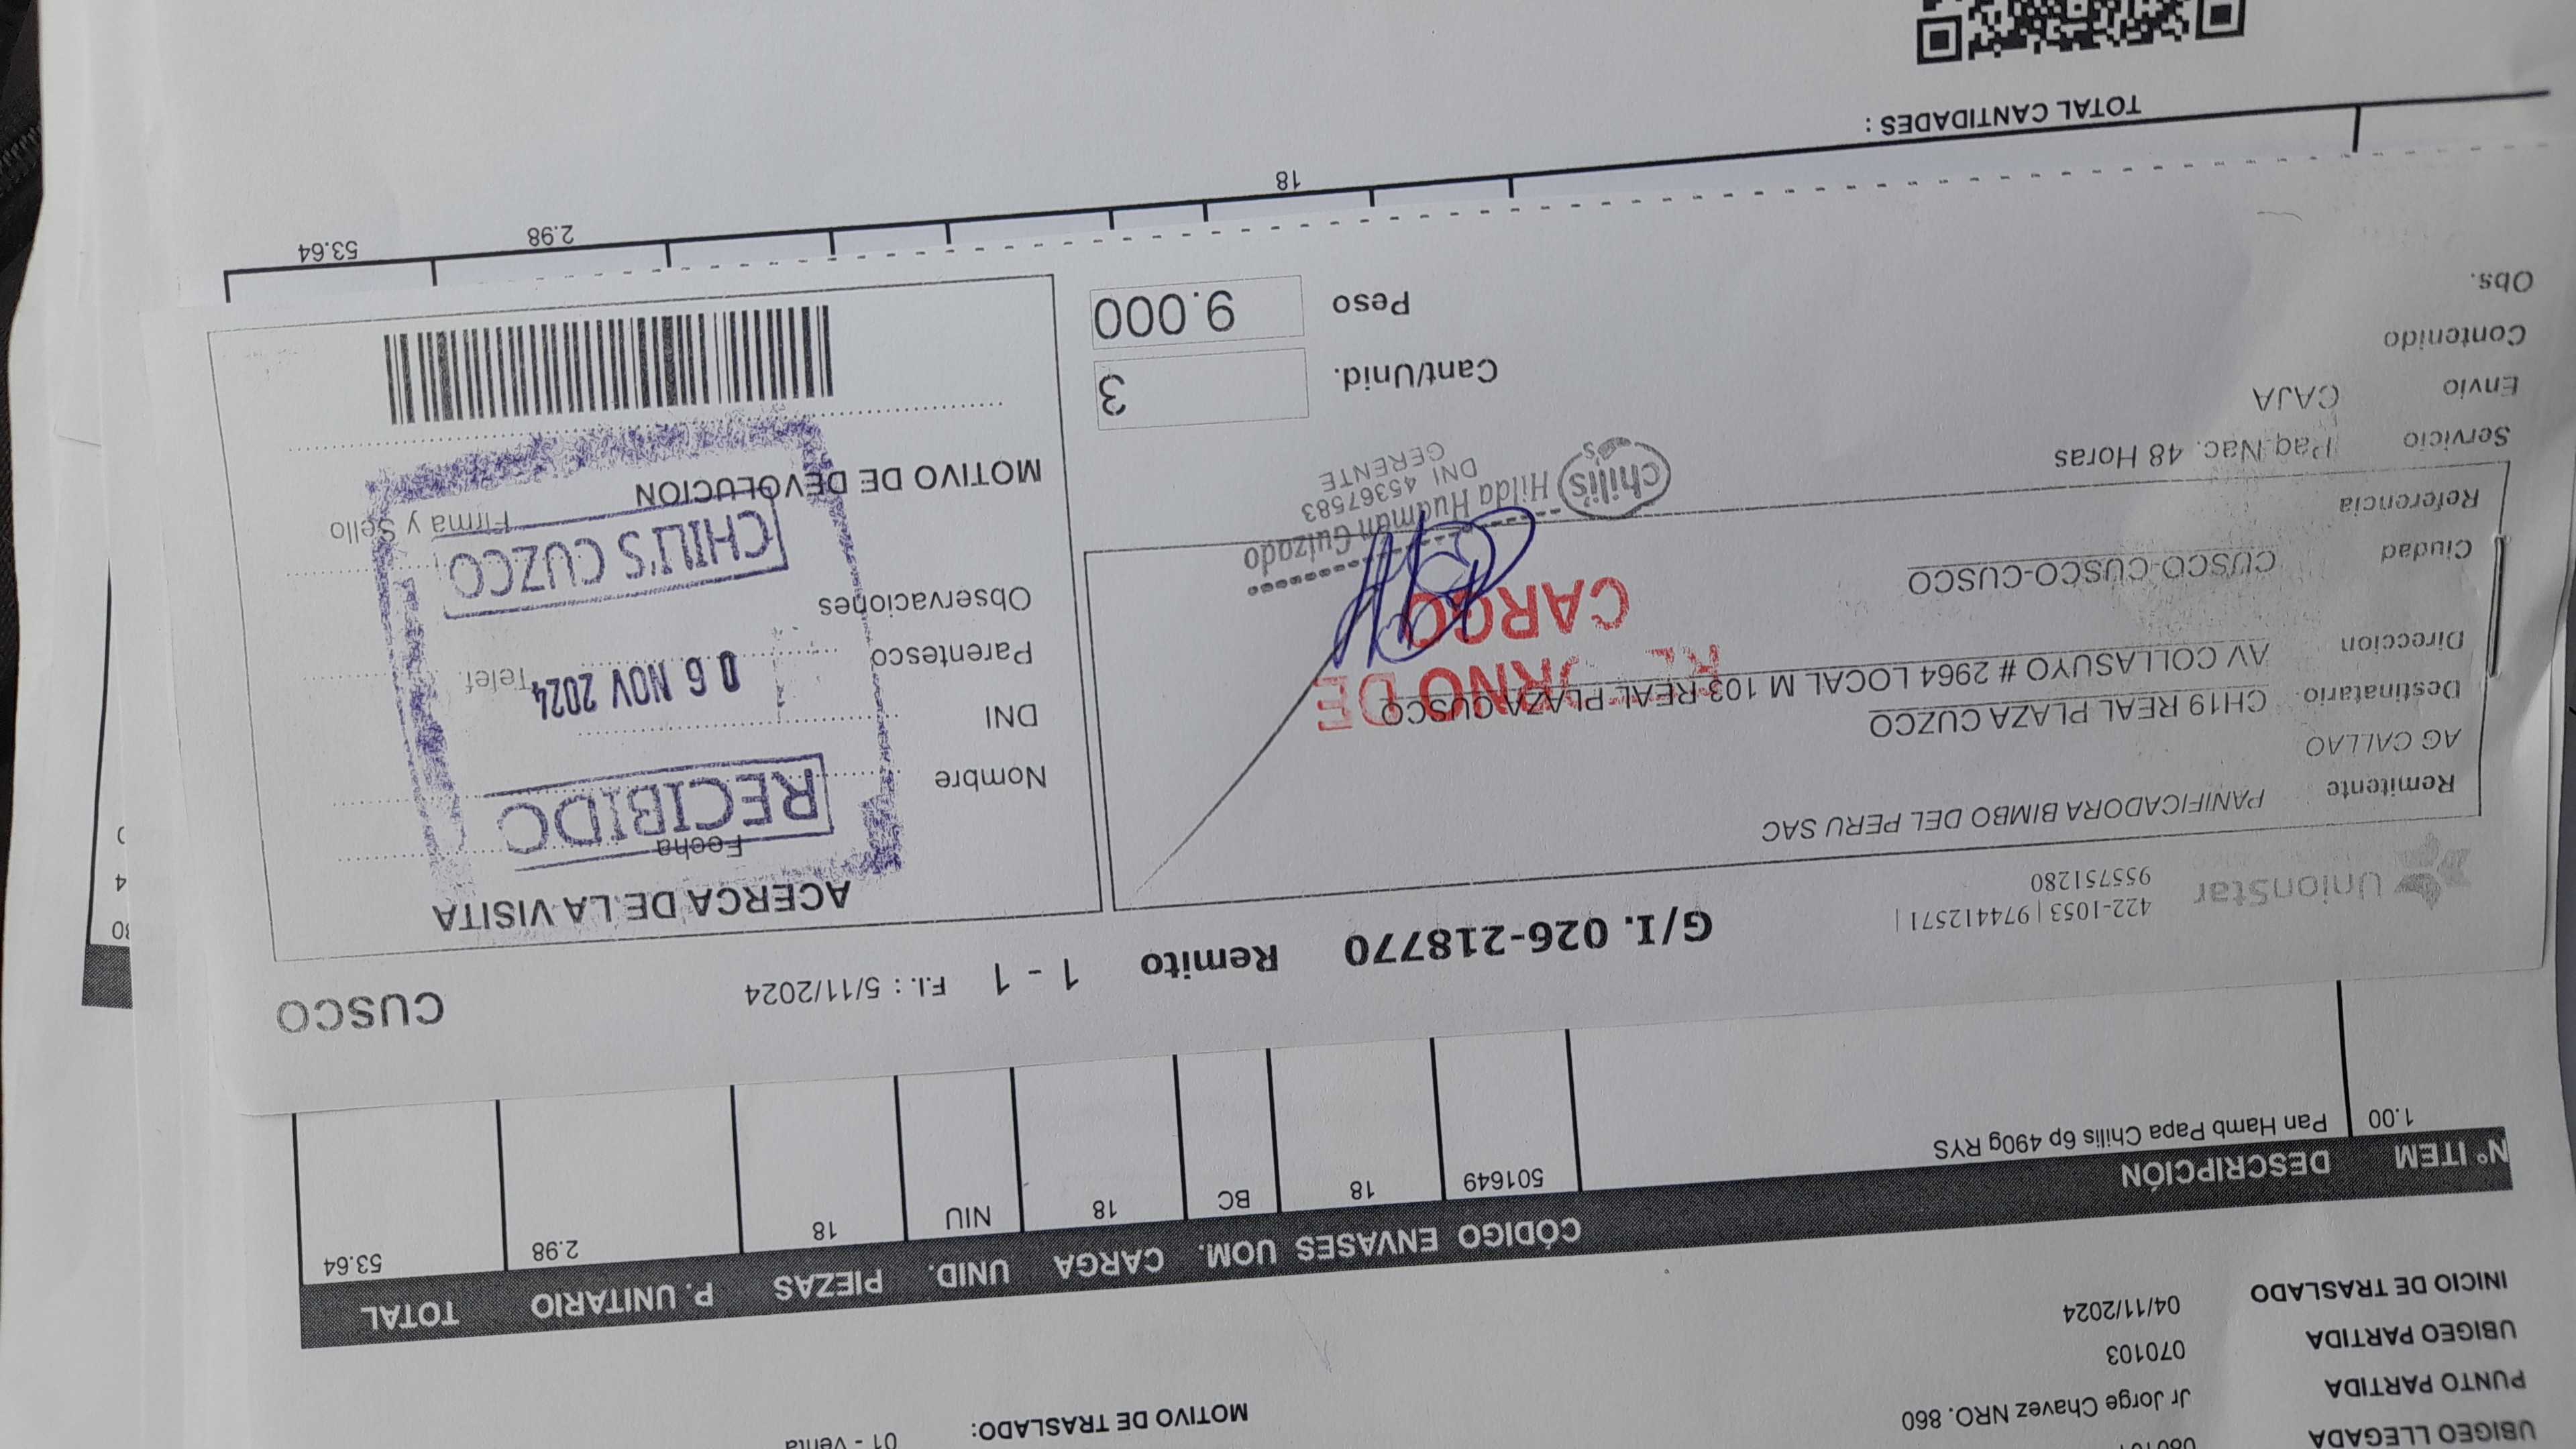 UBIGEO LLEGADA
PUNTO PARTIDA Jr Jorge Chavez NRO. 860
UBIGEO PARTIDA 070103
INICIO DE TRASLADO 04/11/2024
MOTIVO DE TRASLADO: 01 - Venta
N° ITEM DESCRIPCIÓN CÓDIGO ENVASES UOM. CARGA UNID. PIEZAS P. UNITARIO TOTAL
1.00 Pan Hamb Papa Chilis 6p 490g RYS 501649 18 BC 18 NIU 18 2.98 53.64
UnionStar
422-1053 | 974412571 |
955751280
G/I. 026-218770 Remito 1 - 1 F.I. : 5/11/2024 CUSCO
Remitente PANIFICADORA BIMBO DEL PERU SAC
AG CALLAO
Destinatario CH19 REAL PLAZA CUZCO
Direccion AV COLLASUYO # 2964 LOCAL M 103 REAL PLAZA CUSCO
Ciudad CUSCO-CUSCO-CUSCO
Referencia
Servicio Paq.Nac. 48 Horas
Envio CAJA
Contenido
Obs.
DE
CARGO
chili's Hilda Huaman Guizado
DNI 45367583
GERENTE
chili's
Cant/Unid. 3
Peso 9.000
ACERCA DE LA VISITA
Fecha
RECIBIDO
Nombre
DNI
06 NOV 2024
Parentesco Telef.
Observaciones
CHILI'S CUZCO
Firma y Sello
MOTIVO DE DEVOLUCION
18 2.98 53.64
TOTAL CANTIDADES :